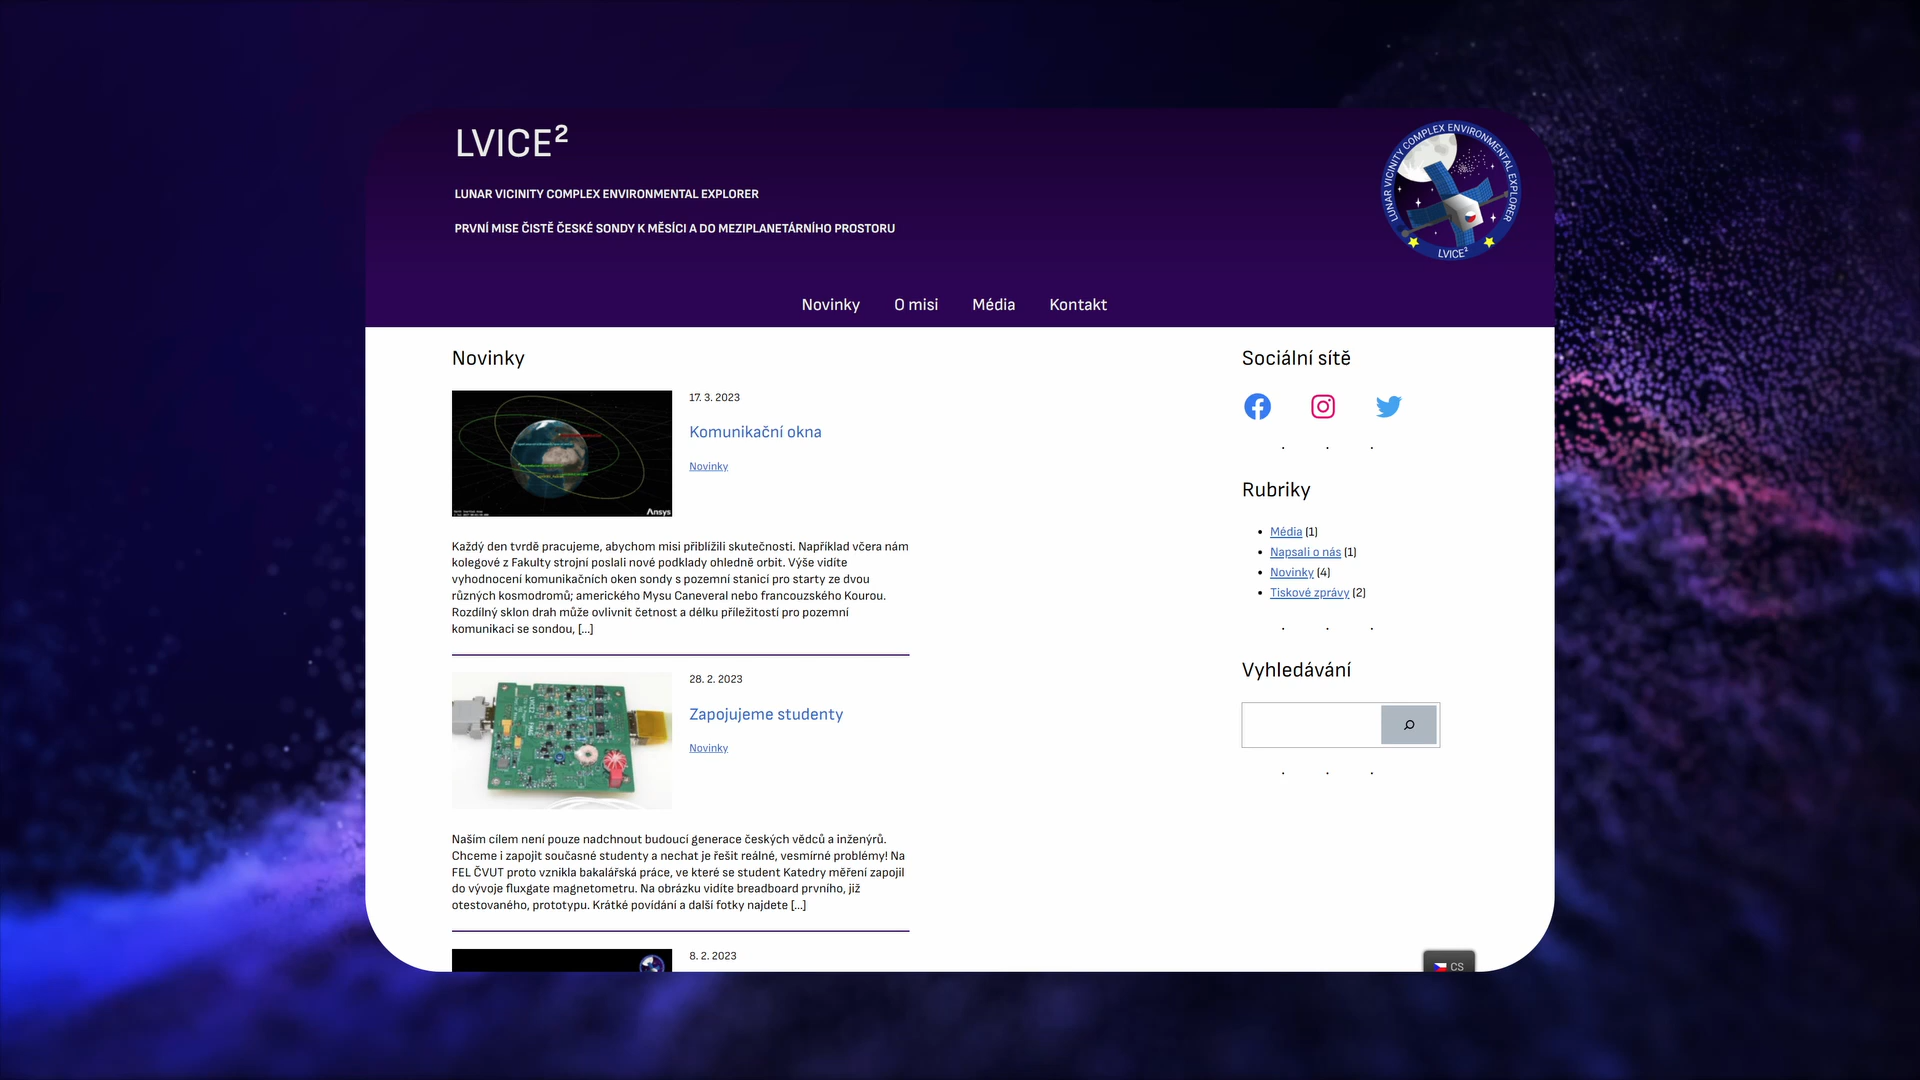 LVICE²
LUNAR VICINITY COMPLEX ENVIRONMENTAL EXPLORER
PRVNÍ MISE ČISTĚ ČESKÉ SONDY K MĚSÍCI A DO MEZIPLANETÁRNÍHO PROSTORU
LUNAR VICINITY COMPLEX ENVIRONMENTAL EXPLORER
LVICE²
Novinky O misi Média Kontakt
Novinky
17. 3. 2023
Komunikační okna
Novinky
Ansys
Každý den tvrdě pracujeme, abychom misi přiblížili skutečnosti. Například včera nám
kolegové z Fakulty strojní poslali nové podklady ohledně orbit. Výše vidíte
vyhodnocení komunikačních oken sondy s pozemní stanicí pro starty ze dvou
různých kosmodromů; amerického Mysu Caneveral nebo francouzského Kourou.
Rozdílný sklon drah může ovlivnit četnost a délku příležitostí pro pozemní
komunikaci se sondou, [...]
28. 2. 2023
Zapojujeme studenty
Novinky
Naším cílem není pouze nadchnout budoucí generace českých vědců a inženýrů.
Chceme i zapojit současné studenty a nechat je řešit reálné, vesmírné problémy! Na
FEL ČVUT proto vznikla bakalářská práce, ve které se student Katedry měření zapojil
do vývoje fluxgate magnetometru. Na obrázku vidíte breadboard prvního, již
otestovaného, prototypu. Krátké povídání a další fotky najdete [...]
8. 2. 2023
Sociální sítě
Rubriky
Média (1)
Napsali o nás (1)
Novinky (4)
Tiskové zprávy (2)
Vyhledávání
CS